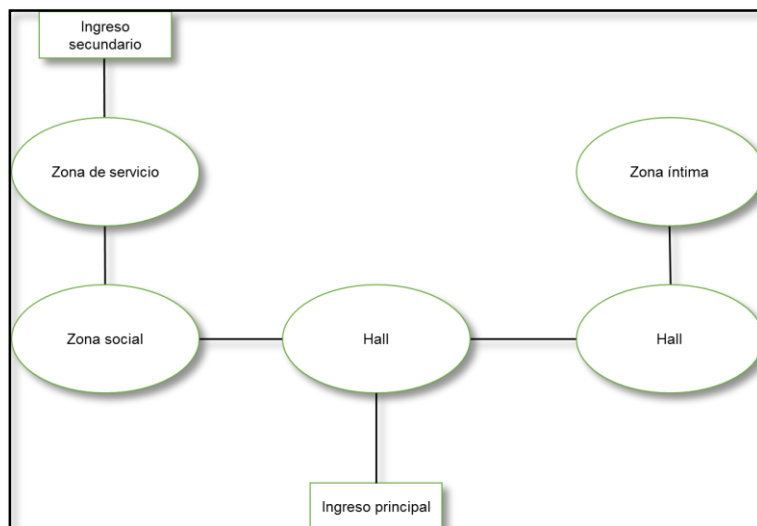 Ingreso
secundario
Zona de servicio
Zona íntima
Zona social
Hall
Hall
Ingreso principal